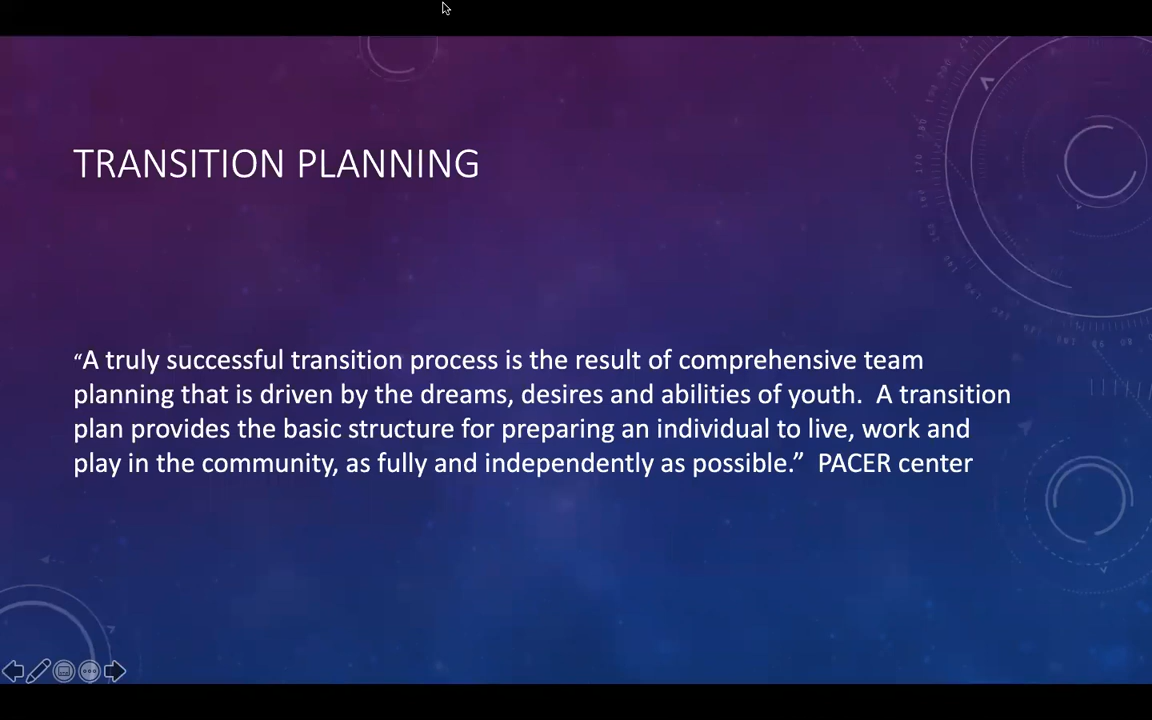 TRANSITION PLANNING
“A truly successful transition process is the result of comprehensive team
planning that is driven by the dreams, desires and abilities of youth.  A transition
plan provides the basic structure for preparing an individual to live, work and
play in the community, as fully and independently as possible.”  PACER center